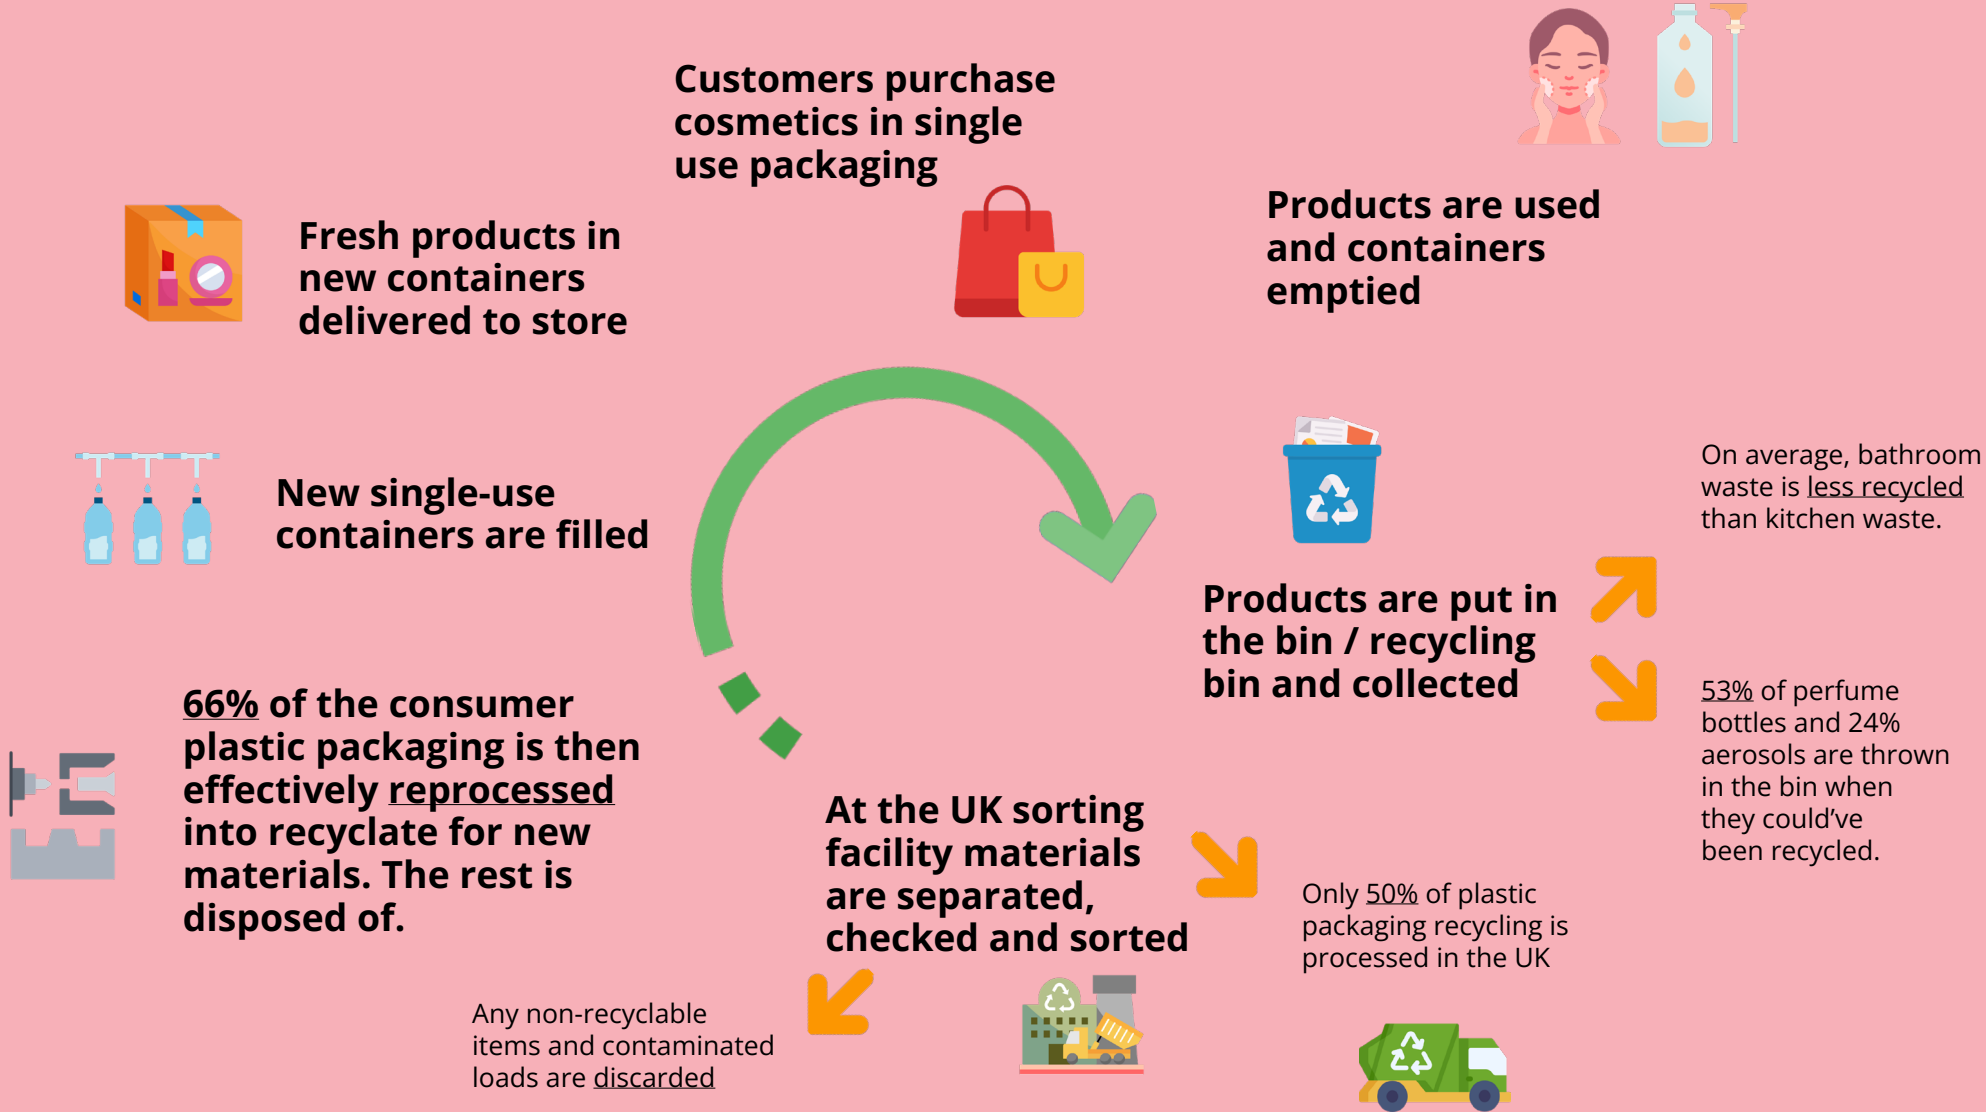 Customers purchase
cosmetics in single
use packaging
Products are used
and containers
emptied
Products are put in
the bin / recycling
bin and collected
On average, bathroom
waste is less recycled
than kitchen waste.
53% of perfume
bottles and 24%
aerosols are thrown
in the bin when
they could’ve
been recycled.
At the UK sorting
facility materials
are separated,
checked and sorted
Only 50% of plastic
packaging recycling is
processed in the UK
Any non-recyclable
items and contaminated
loads are discarded
66% of the consumer
plastic packaging is then
effectively reprocessed
into recyclate for new
materials. The rest is
disposed of.
New single-use
containers are filled
Fresh products in
new containers
delivered to store